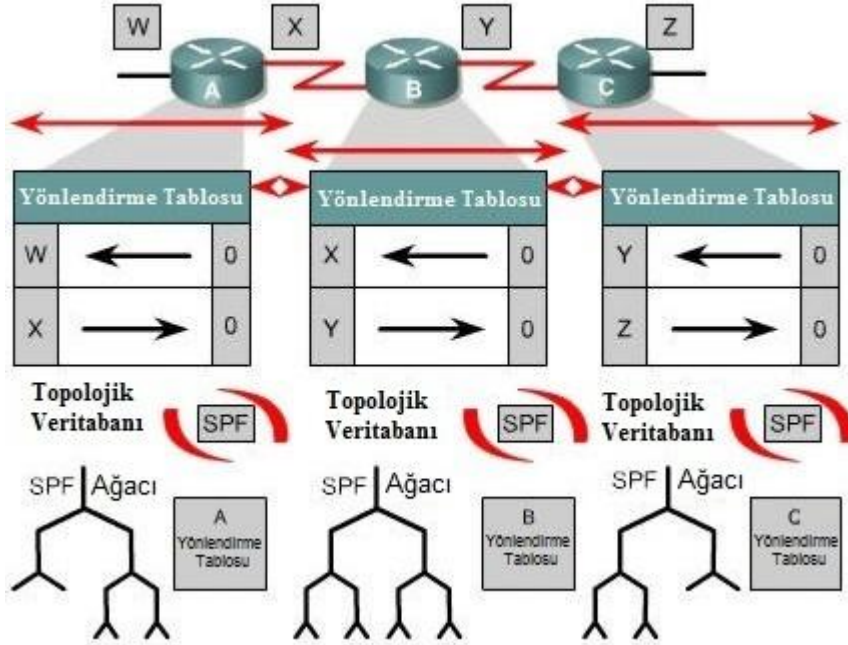 W
X
Y
Z
A
B
C
Yönlendirme Tablosu
W 0
X 0
Yönlendirme Tablosu
X 0
Y 0
Yönlendirme Tablosu
Y 0
Z 0
Topolojik
Veritabanı
SPF
Topolojik
Veritabanı
SPF
Topolojik
Veritabanı
SPF
SPF Ağacı
A
Yönlendirme
Tablosu
SPF Ağacı
B
Yönlendirme
Tablosu
SPF Ağacı
C
Yönlendirme
Tablosu